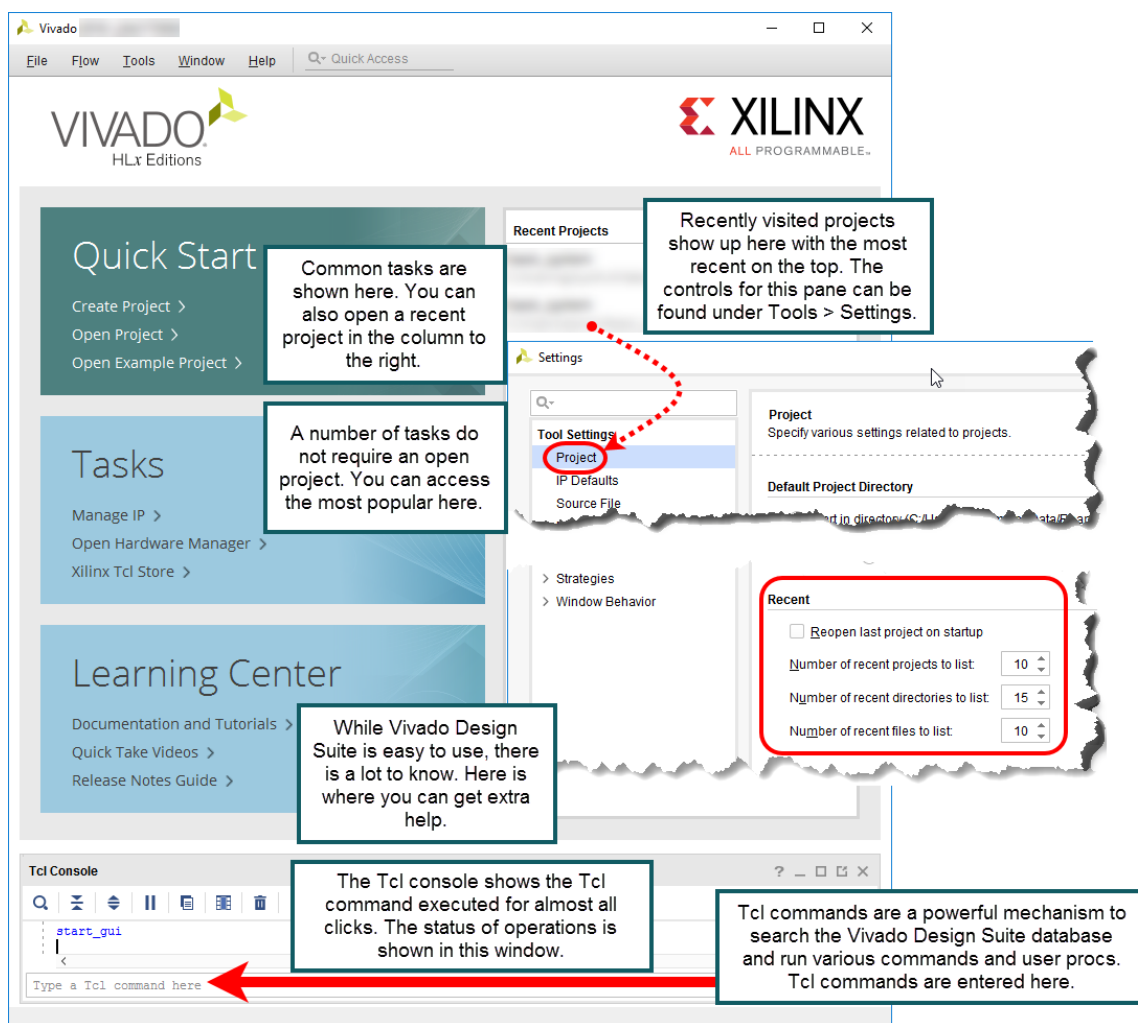 Vivado
File Flow Tools Window Help Quick Access
VIVADO.
HLx Editions
XILINX
ALL PROGRAMMABLE™
Quick Start
Create Project >
Open Project >
Open Example Project >
Common tasks are
shown here. You can
also open a recent
project in the column to
the right.
Recent Projects
Recently visited projects
show up here with the most
recent on the top. The
controls for this pane can be
found under Tools > Settings.
Settings
Tool Settings
Project
IP Defaults
Source File
Project
Specify various settings related to projects.
Default Project Directory
in directory (C:/
Tasks
Manage IP >
Open Hardware Manager >
Xilinx Tcl Store >
A number of tasks do
not require an open
project. You can access
the most popular here.
> Strategies
> Window Behavior
Recent
Reopen last project on startup
Number of recent projects to list: 10
Number of recent directories to list: 15
Number of recent files to list: 10
Learning Center
Documentation and Tutorials >
Quick Take Videos >
Release Notes Guide >
While Vivado Design
Suite is easy to use, there
is a lot to know. Here is
where you can get extra
help.
Tcl Console
start_gui
Type a Tcl command here
The Tcl console shows the Tcl
command executed for almost all
clicks. The status of operations is
shown in this window.
Tcl commands are a powerful mechanism to
search the Vivado Design Suite database
and run various commands and user procs.
Tcl commands are entered here.